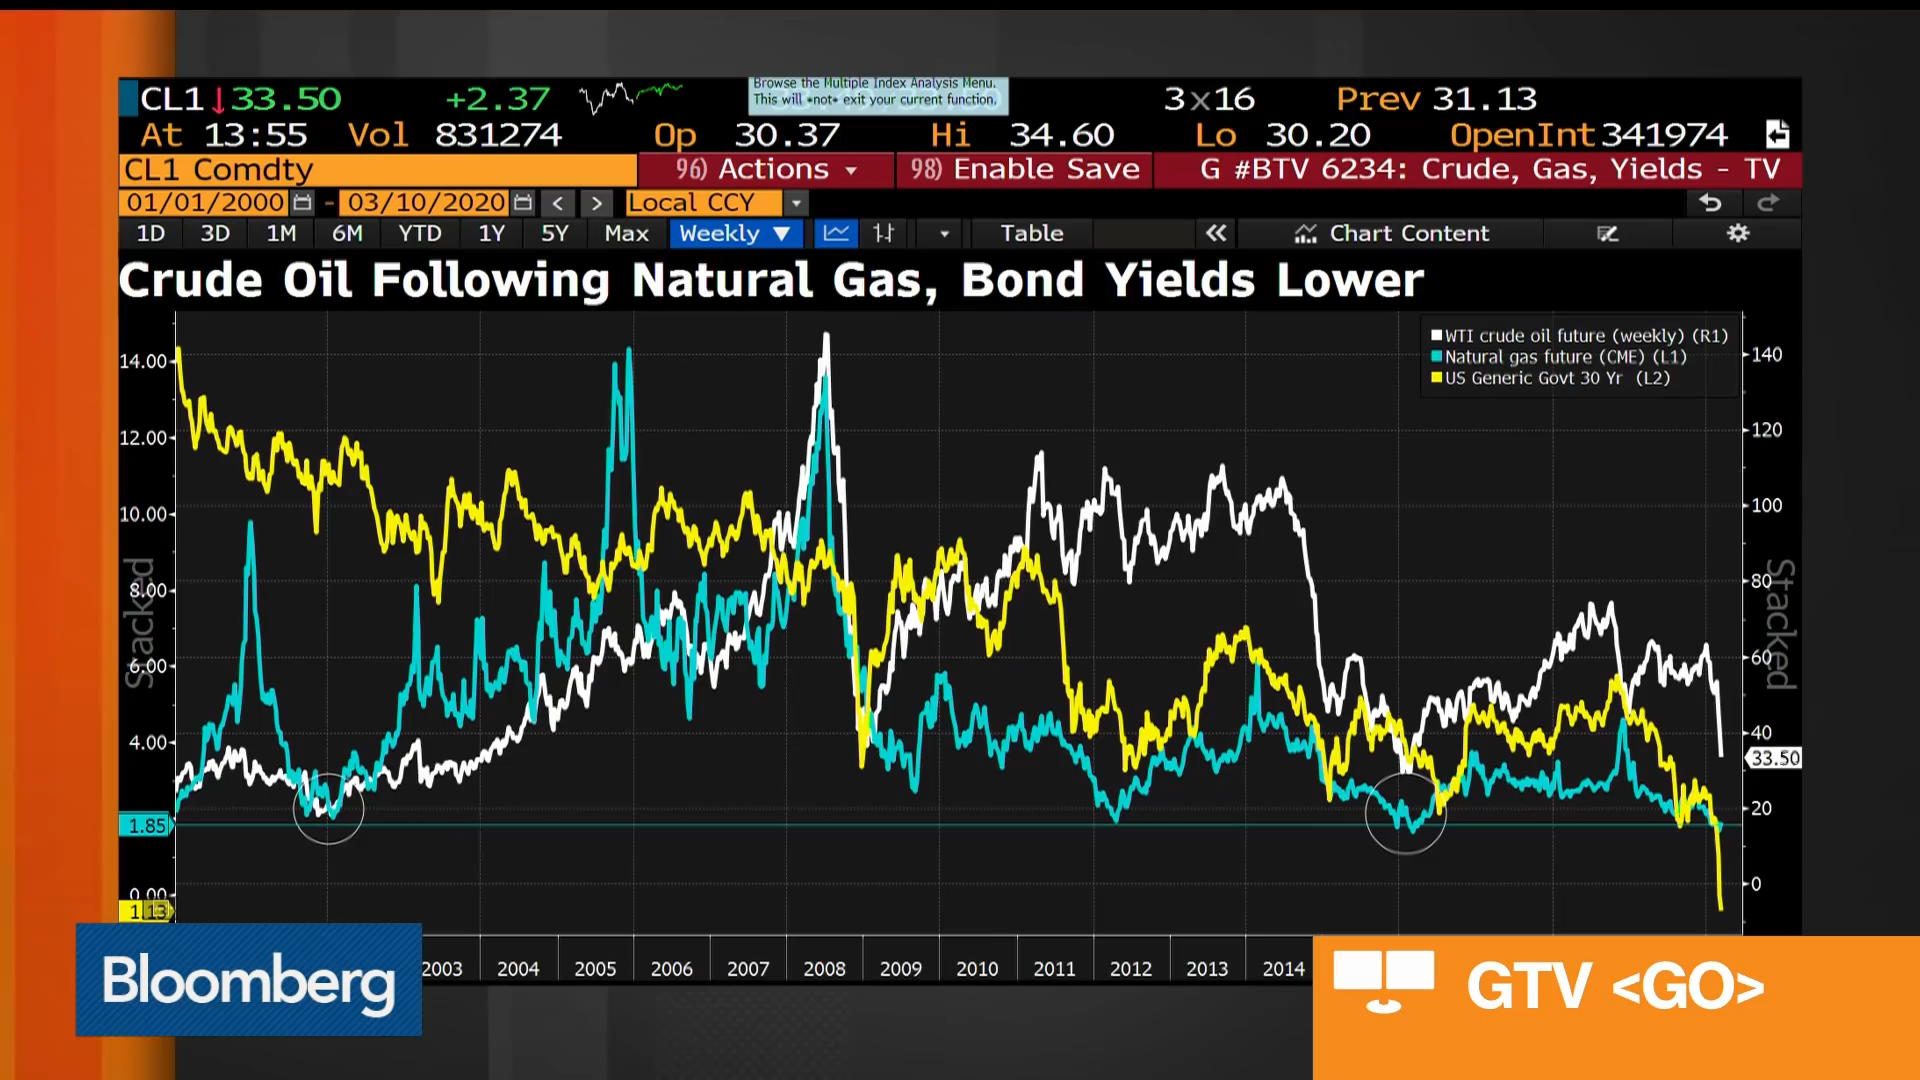 CL1 ↓33.50 +2.37 Browse the Multiple Index Analysis Menu. 3x16 Prev 31.13
This will *not* exit your current function.
At 13:55 Vol 831274 Op 30.37 Hi 34.60 Lo 30.20 OpenInt 341974
CL1 Comdty 96) Actions 98) Enable Save G #BTV 6234: Crude, Gas, Yields - TV
01/01/2000 - 03/10/2020 < > Local CCY
1D 3D 1M 6M YTD 1Y 5Y Max Weekly ▼ Table « Chart Content
Crude Oil Following Natural Gas, Bond Yields Lower
WTI crude oil future (weekly) (R1)
Natural gas future (CME) (L1)
US Generic Govt 30 Yr (L2)
14.00 140
12.00 120
10.00 100
8.00 80
6.00 60
4.00 40
33.50
1.85 20
0.00 0
1.13
Stacked
Stacked
2003 2004 2005 2006 2007 2008 2009 2010 2011 2012 2013 2014
Bloomberg
GTV <GO>